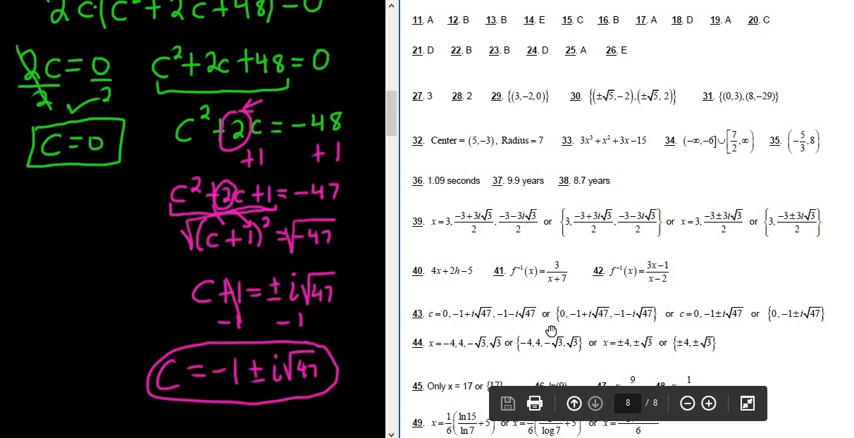 2c(c²+2c+48)=0
2c = 0
2 2
c=0
c²+2c+48=0
c²+2c=-48
+1 +1
c²+2c+1=-47
√(c+1)²=√-47
c+1=±i√47
-1 -1
c=-1±i√47
11. A 12. B 13. B 14. E 15. C 16. B 17. A 18. D 19. A 20. C
21. D 22. B 23. B 24. D 25. A 26. E
27. 3 28. 2 29. {(3,-2,0)} 30. {(±√5,-2),(±√5,2)} 31. {(0,3),(8,-29)}
32. Center = (5,-3), Radius = 7 33. 3x³+x²+3x-15 34. (-∞,-6]∪[7/2,∞) 35. (-5/3,8)
36. 1.09 seconds 37. 9.9 years 38. 8.7 years
39. x=3, (-3+3i√3)/2, (-3-3i√3)/2 or {3, (-3+3i√3)/2, (-3-3i√3)/2} or x=3, (-3±3i√3)/2 or {3, (-3±3i√3)/2}
40. 4x+2h-5 41. f⁻¹(x)=3/(x+7) 42. f⁻¹(x)=(3x-1)/(x-2)
43. c=0,-1+i√47,-1-i√47 or {0,-1+i√47,-1-i√47} or c=0,-1±i√47 or {0,-1±i√47}
44. x=-4,4,-√3,√3 or {-4,4,-√3,√3} or x=±4,±√3 or {±4,±√3}
45. Only x = 17 or {17}
8 / 8
49.